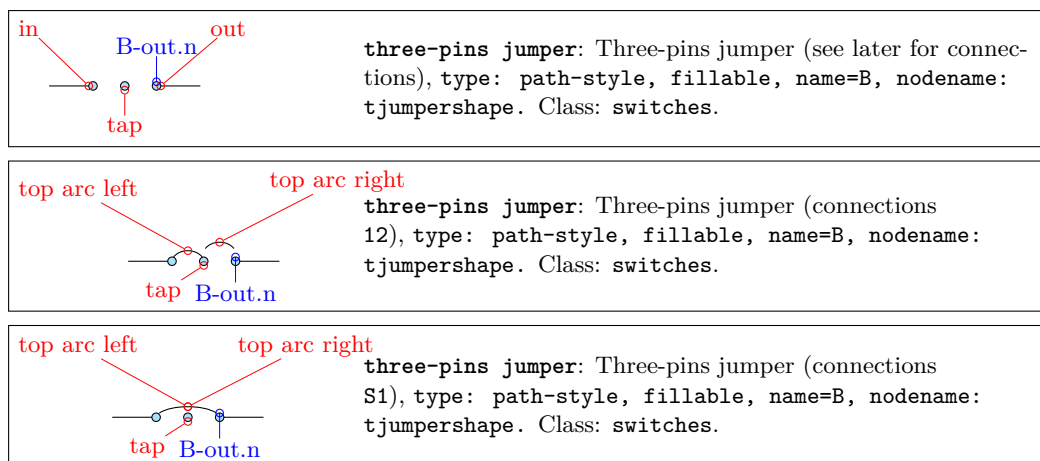 in
out
B-out.n
tap
three-pins jumper: Three-pins jumper (see later for connec-
tions), type: path-style, fillable, name=B, nodename:
tjumpershape. Class: switches.
top arc left
top arc right
tap
B-out.n
three-pins jumper: Three-pins jumper (connections
12), type: path-style, fillable, name=B, nodename:
tjumpershape. Class: switches.
top arc left
top arc right
tap
B-out.n
three-pins jumper: Three-pins jumper (connections
S1), type: path-style, fillable, name=B, nodename:
tjumpershape. Class: switches.